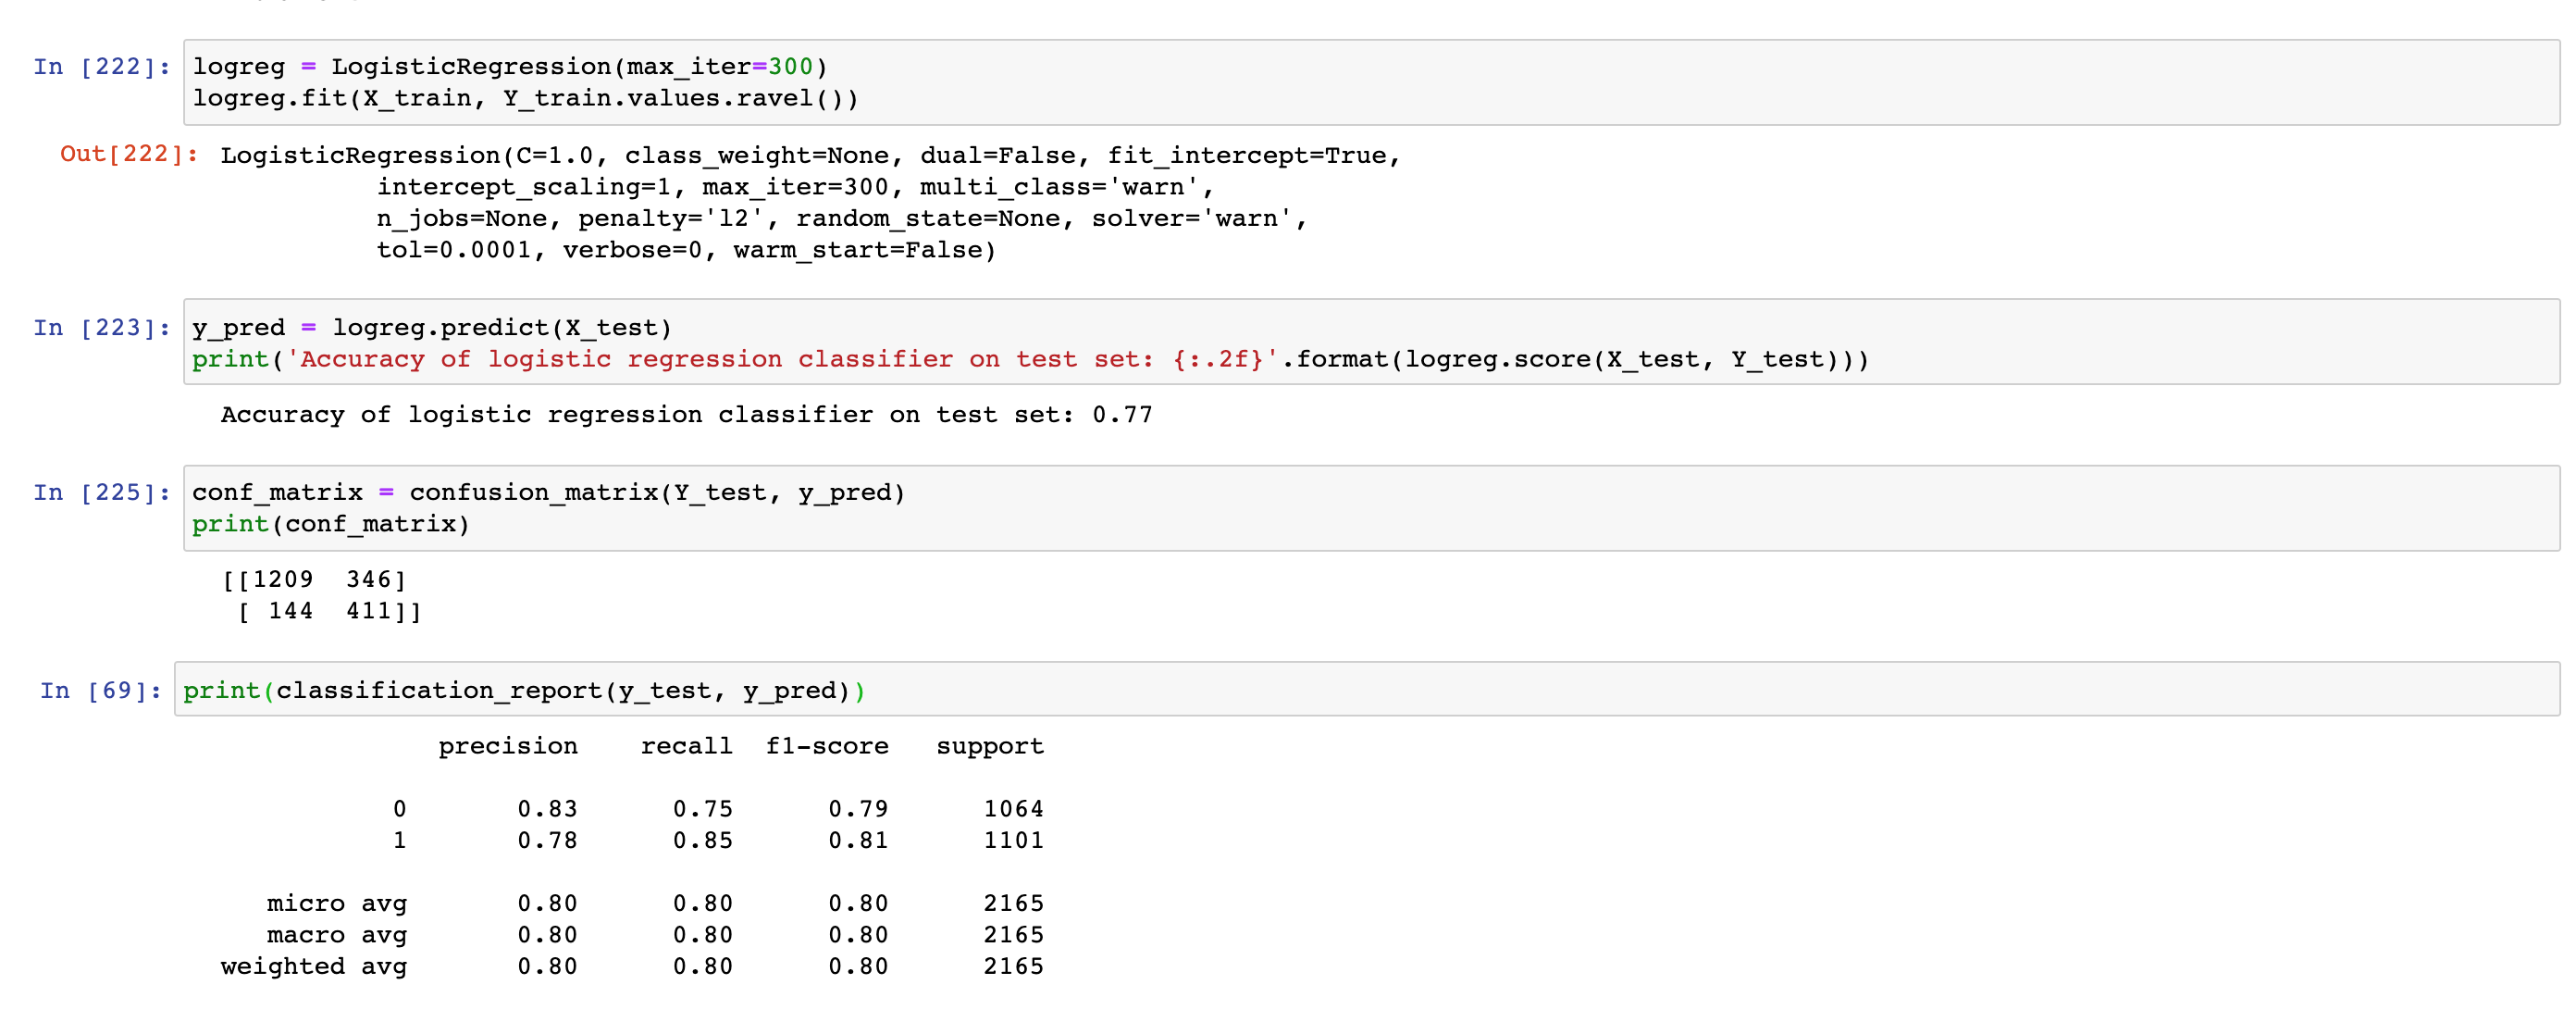 In [222]: logreg = LogisticRegression(max_iter=300)
logreg.fit(X_train, Y_train.values.ravel())
Out[222]: LogisticRegression(C=1.0, class_weight=None, dual=False, fit_intercept=True,
intercept_scaling=1, max_iter=300, multi_class='warn',
n_jobs=None, penalty='l2', random_state=None, solver='warn',
tol=0.0001, verbose=0, warm_start=False)
In [223]: y_pred = logreg.predict(X_test)
print('Accuracy of logistic regression classifier on test set: {:.2f}'.format(logreg.score(X_test, Y_test)))
Accuracy of logistic regression classifier on test set: 0.77
In [225]: conf_matrix = confusion_matrix(Y_test, y_pred)
print(conf_matrix)
[[1209 346]
[ 144 411]]
In [69]: print(classification_report(y_test, y_pred))
precision recall f1-score support
0 0.83 0.75 0.79 1064
1 0.78 0.85 0.81 1101
micro avg 0.80 0.80 0.80 2165
macro avg 0.80 0.80 0.80 2165
weighted avg 0.80 0.80 0.80 2165